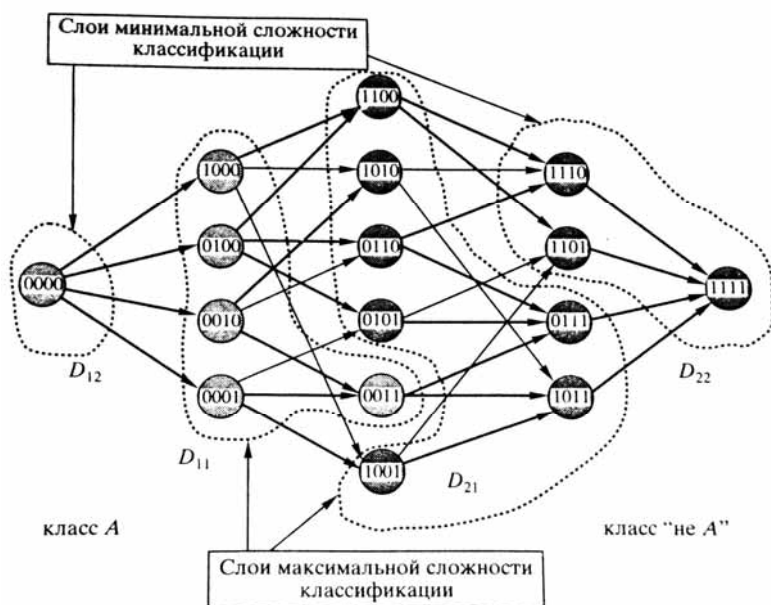 Слои минимальной сложности
классификации
1100
1000
1010
1110
0100
0110
1101
0000
1111
0010
0101
0111
D12
D22
0001
0011
1011
D11
1001
D21
класс A
класс "не A"
Слои максимальной сложности
классификации